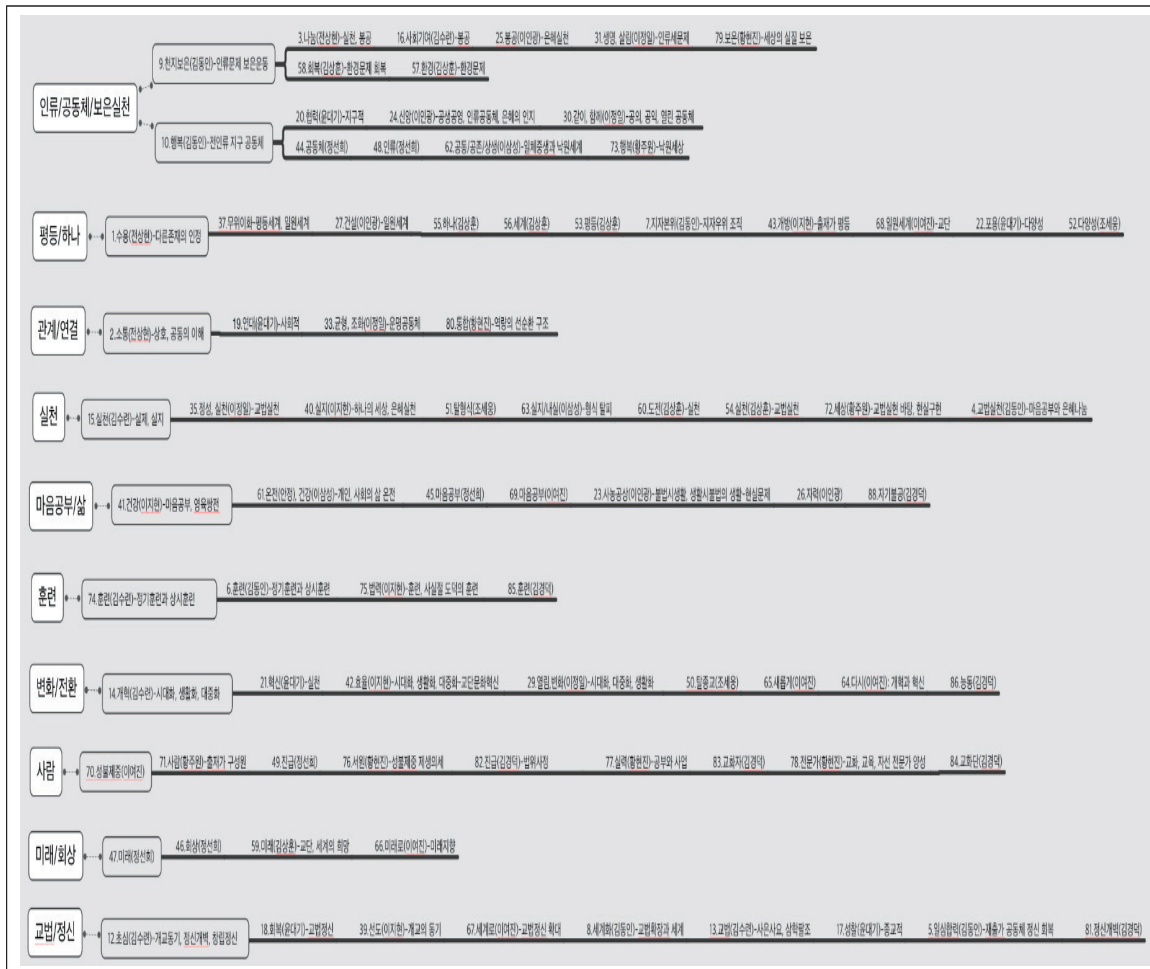 인류/공동체/보은실천
9.천지보은(김동인)-인류문제 보은운동
3.나눔(전상현)-실천, 봉공 16.사회기여(김수련)-봉공 25.봉공(이인광)-은혜실천 31.생명, 살림(이정일)-인류세문제 79.보은(황현진)-세상의 실질 보은
58.회복(김상훈)-환경문제 회복 57.환경(김상훈)-환경문제
10.행복(김동인)-전인류 지구 공동체
20.협력(윤대기)-지구적 24.신앙(이인광)-공생공영, 인류공동체, 은혜의 인지 30.같이, 함께(이정일)-공의, 공익, 열린 공동체
44.공동체(정선희) 48.인류(정선희) 62.공동/공존/상생(이삼성)-일체중생과 낙원세계 73.행복(황주원)-낙원세상
평등/하나
1.수용(전상현)-다른존재의 인정
37.무위이화-평등세계, 일원세계 27.건설(이인광)-일원세계 55.하나(김상훈) 56.세계(김상훈) 53.평등(김상훈) 7.지자본위(김동인)-지자우위 조직 43.개방(이지현)-출재가 평등 68.일원세계(이여진)-교단 22.포용(윤대기)-다양성 52.다양성(조세웅)
관계/연결
2.소통(전상현)-상호, 공동의 이해
19.연대(윤대기)-사회적 33.균형, 조화(이정일)-운명공동체 80.통합(황현진)-역량의 선순환 구조
실천
15.실천(김수련)-실제, 실지
35.정성, 실천(이정일)-교법실천 40.실지(이지현)-하나의 세상, 은혜실천 51.탈형식(조세웅) 63.실지/내실(이삼성)-형식 탈피 60.도전(김상훈)-실천 54.실천(김상훈)-교법실천 72.세상(황주원)-교법실천 바탕, 현실구현 4.교법실천(김동인)-마음공부와 은혜나눔
마음공부/삶
41.건강(이지현)-마음공부, 영육쌍전
61.온전(안정), 건강(이삼성)-개인, 사회의 삶 온전 45.마음공부(정선희) 69.마음공부(이여진) 23.사농공상(이인광)-불법시생활, 생활시불법의 생활-현실문제 26.자력(이인광) 88.자기불공(김경덕)
훈련
74.훈련(김수련)-정기훈련과 상시훈련
6.훈련(김동인)-정기훈련과 상시훈련 75.법력(이지현)-훈련, 사실절 도덕의 훈련 85.훈련(김경덕)
변화/전환
14.개혁(김수련)-시대화, 생활화, 대중화
21.혁신(윤대기)-실천 42.효율(이지현)-시대화, 생활화, 대중화-교단문화혁신 29.열림,변화(이정일)-시대화, 대중화, 생활화 50.탈종교(조세웅) 65.새롭게(이여진) 64.다시(이여진): 개혁과 혁신 86.능동(김경덕)
사람
70.성불제중(이여진)
71.사람(황주원)-출재가 구성원 49.진급(정선희) 76.서원(황현진)-성불제중 제생의세 82.진급(김경덕)-법위사정 77.실력(황현진)-공부와 사업 83.교화자(김경덕) 78.전문가(황현진)-교화, 교육, 자선 전문가 양성 84.교화단(김경덕)
미래/회상
47.미래(정선희)
46.회상(정선희) 59.미래(김상훈)-교단, 세계의 희망 66.미래로(이여진)-미래지향
교법/정신
12.초심(김수련)-개교동기, 정신개벽, 창립정신
18.회복(윤대기)-교법정신 39.선도(이지현)-개교의 동기 67.세계로(이여진)-교법정신 확대 8.세계화(김동인)-교법확장과 세계 13.교법(김수련)-사은사요, 삼학팔조 17.성찰(윤대기)-종교적 5.일심합력(김동인)-재출가 공동체 정신 회복 81.정신개벽(김경덕)